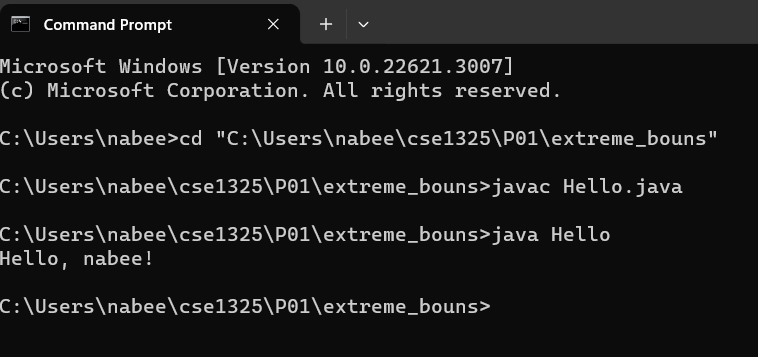 Command Prompt
Microsoft Windows [Version 10.0.22621.3007]
(c) Microsoft Corporation. All rights reserved.
C:\Users\nabee>cd "C:\Users\nabee\cse1325\P01\extreme_bouns"
C:\Users\nabee\cse1325\P01\extreme_bouns>javac Hello.java
C:\Users\nabee\cse1325\P01\extreme_bouns>java Hello
Hello, nabee!
C:\Users\nabee\cse1325\P01\extreme_bouns>